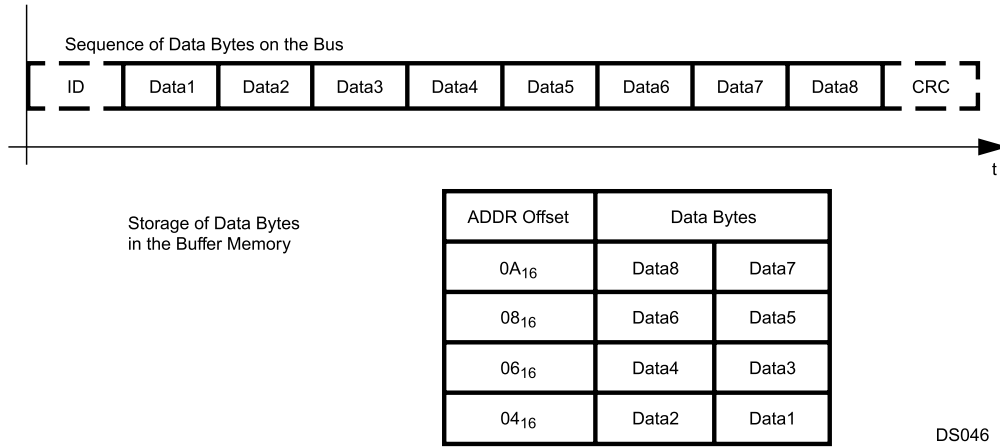 Sequence of Data Bytes on the Bus
ID Data1 Data2 Data3 Data4 Data5 Data6 Data7 Data8 CRC
t
Storage of Data Bytes
in the Buffer Memory
ADDR Offset Data Bytes
0A16 Data8 Data7
0816 Data6 Data5
0616 Data4 Data3
0416 Data2 Data1
DS046